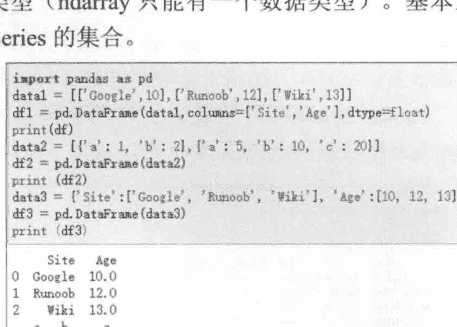 类型（ndarray 只能有一个数据类型）。基本
eries 的集合。
import pandas as pd
data1 = [['Google',10],['Runoob',12],['Wiki',13]]
df1 = pd.DataFrame(data1,columns=['Site','Age'],dtype=float)
print(df)
data2 = [{'a': 1, 'b': 2},{'a': 5, 'b': 10, 'c': 20}]
df2 = pd.DataFrame(data2)
print (df2)
data3 = {'Site':['Google', 'Runoob', 'Wiki'], 'Age':[10, 12, 13]
df3 = pd.DataFrame(data3)
print (df3)
Site Age
0 Google 10.0
1 Runoob 12.0
2 Wiki 13.0